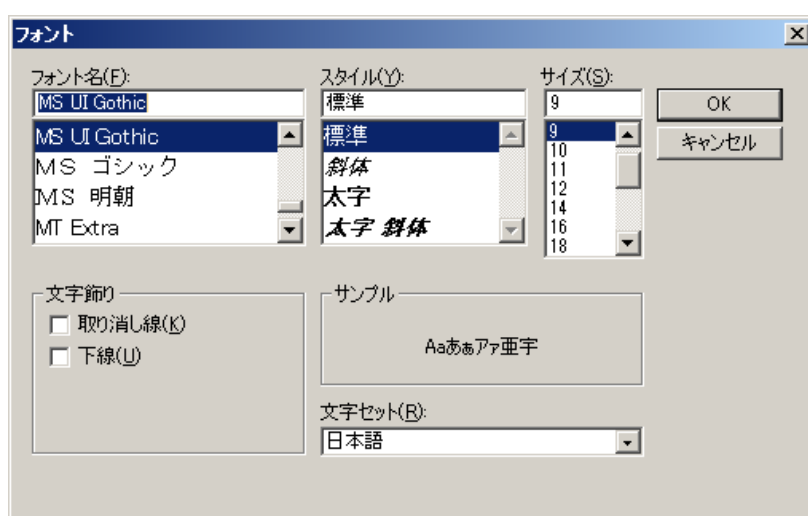 フォント
フォント名(F):
MS UI Gothic
MS UI Gothic
MS ゴシック
MS 明朝
MT Extra
スタイル(Y):
標準
標準
斜体
太字
太字 斜体
サイズ(S):
9
9
10
11
12
14
16
18
OK
キャンセル
文字飾り
取り消し線(K)
下線(U)
サンプル
Aaあぁアァ亜宇
文字セット(R):
日本語